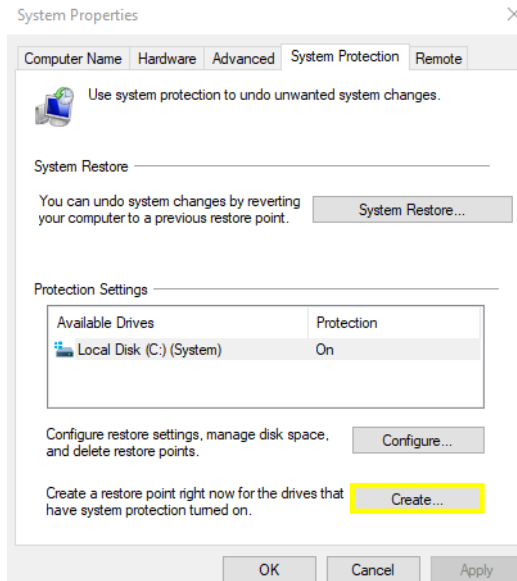 System Properties
Computer Name Hardware Advanced System Protection Remote
Use system protection to undo unwanted system changes.
System Restore
You can undo system changes by reverting
your computer to a previous restore point.
System Restore...
Protection Settings
Available Drives Protection
Local Disk (C:) (System) On
Configure restore settings, manage disk space,
and delete restore points.
Configure...
Create a restore point right now for the drives that
have system protection turned on.
Create...
OK Cancel Apply